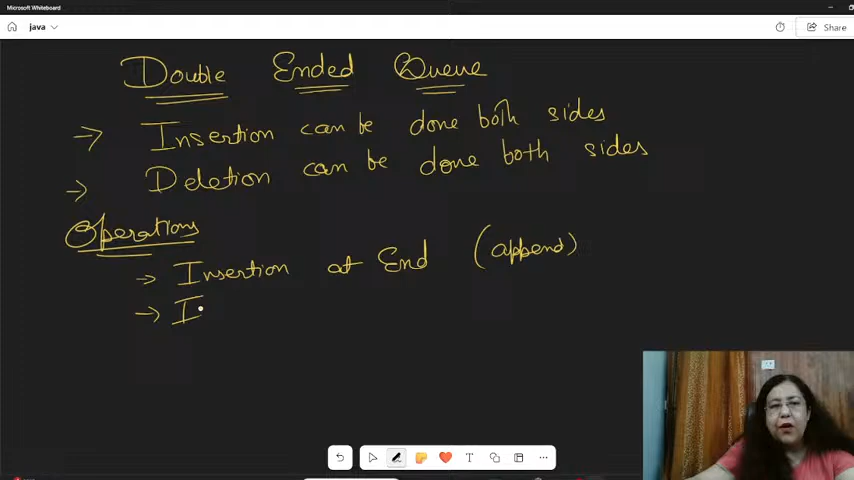 Microsoft Whiteboard
java
Share
Double Ended Queue
→ Insertion can be done both sides
→ Deletion can be done both sides
Operations
→ Insertion at End (append)
→ I
T